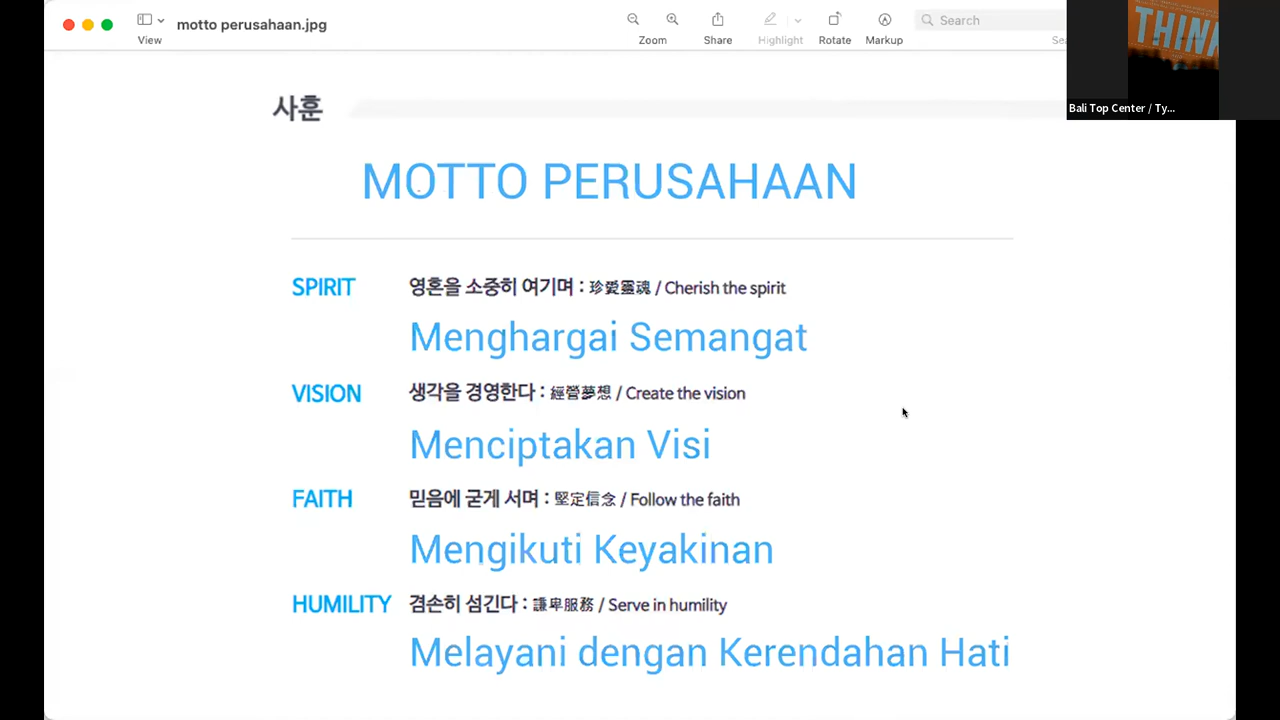 motto perusahaan.jpg
View
Zoom
Share
Highlight
Rotate
Markup
Search
THINK
Bali Top Center / Ty...
사훈
MOTTO PERUSAHAAN
SPIRIT 영혼을 소중히 여기며 : 珍愛靈魂 / Cherish the spirit
Menghargai Semangat
VISION 생각을 경영한다 : 經營夢想 / Create the vision
Menciptakan Visi
FAITH 믿음에 굳게 서며 : 堅定信念 / Follow the faith
Mengikuti Keyakinan
HUMILITY 겸손히 섬긴다 : 謙卑服務 / Serve in humility
Melayani dengan Kerendahan Hati